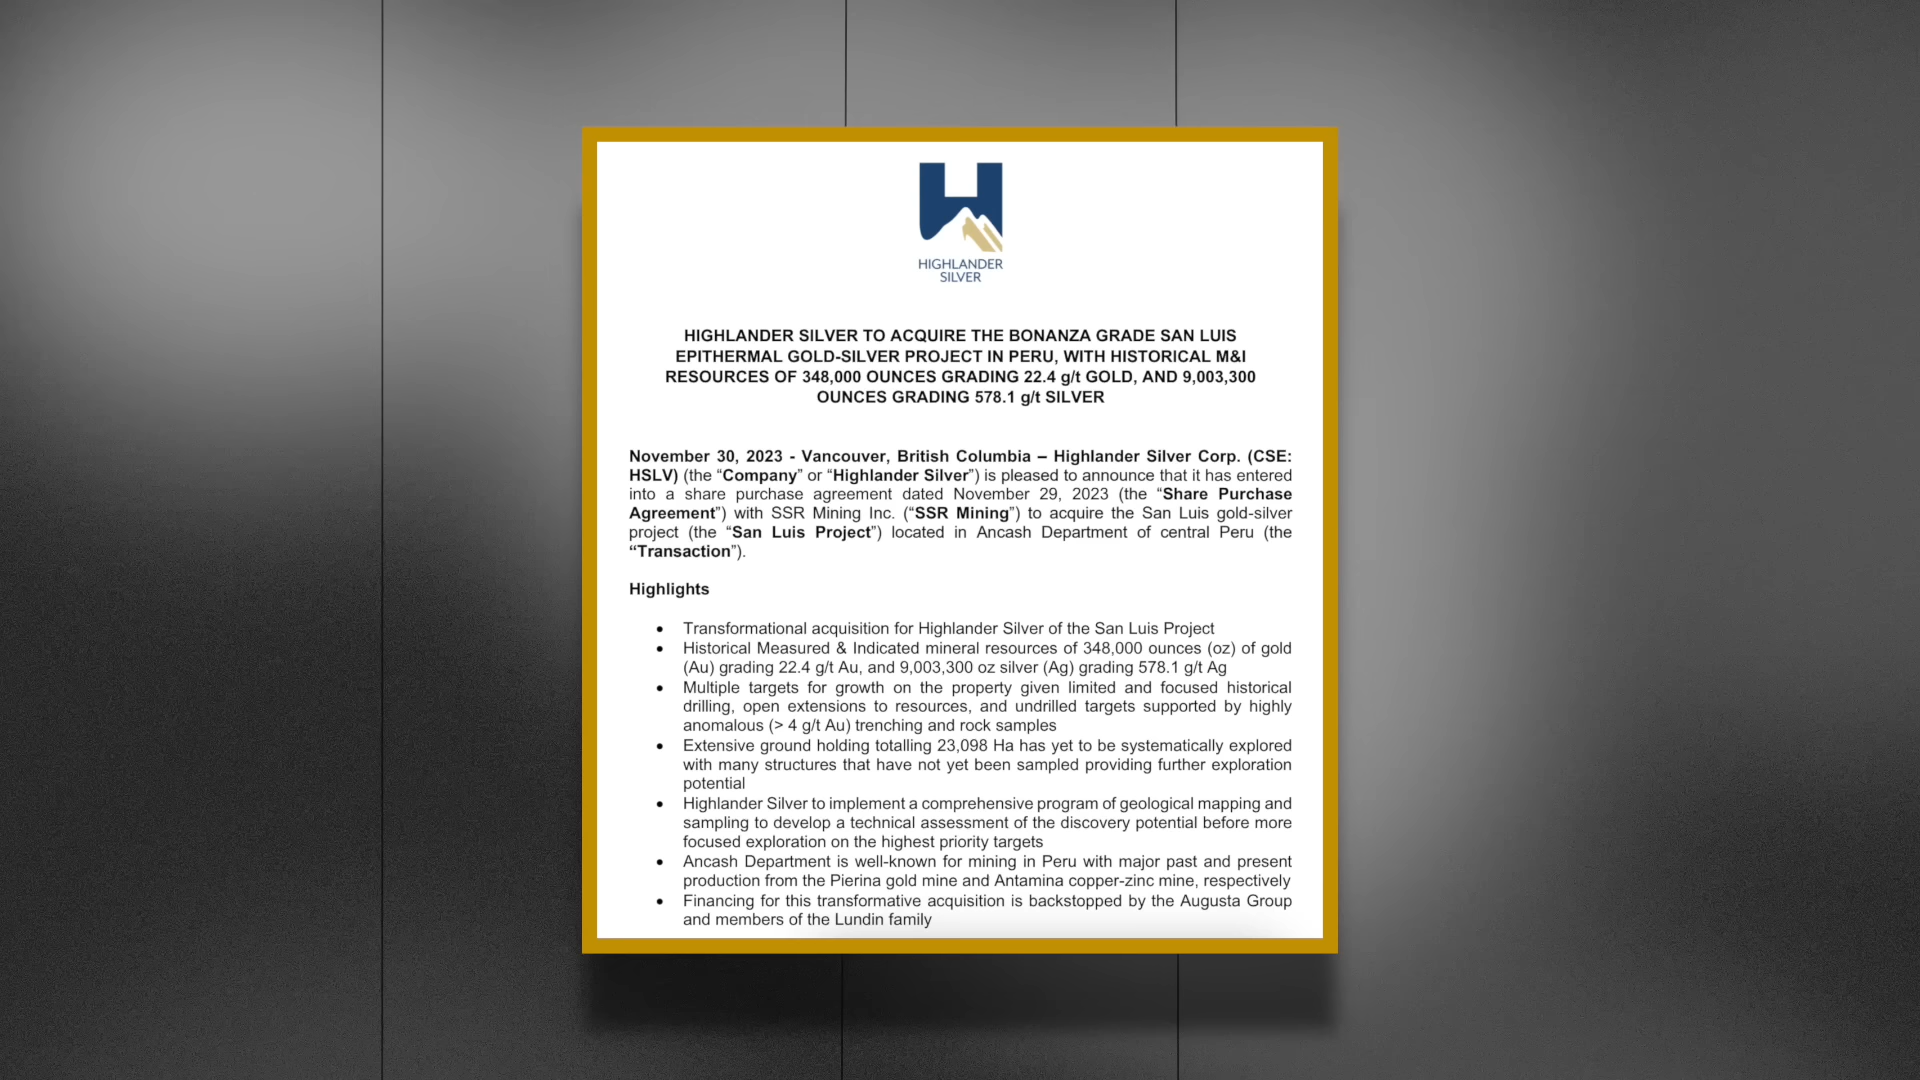 HIGHLANDER
SILVER
HIGHLANDER SILVER TO ACQUIRE THE BONANZA GRADE SAN LUIS
EPITHERMAL GOLD-SILVER PROJECT IN PERU, WITH HISTORICAL M&I
RESOURCES OF 348,000 OUNCES GRADING 22.4 g/t GOLD, AND 9,003,300
OUNCES GRADING 578.1 g/t SILVER
November 30, 2023 - Vancouver, British Columbia – Highlander Silver Corp. (CSE:
HSLV) (the “Company” or “Highlander Silver”) is pleased to announce that it has entered
into a share purchase agreement dated November 29, 2023 (the “Share Purchase
Agreement”) with SSR Mining Inc. (“SSR Mining”) to acquire the San Luis gold-silver
project (the “San Luis Project”) located in Ancash Department of central Peru (the
“Transaction”).
Highlights
• Transformational acquisition for Highlander Silver of the San Luis Project
• Historical Measured & Indicated mineral resources of 348,000 ounces (oz) of gold
(Au) grading 22.4 g/t Au, and 9,003,300 oz silver (Ag) grading 578.1 g/t Ag
• Multiple targets for growth on the property given limited and focused historical
drilling, open extensions to resources, and undrilled targets supported by highly
anomalous (> 4 g/t Au) trenching and rock samples
• Extensive ground holding totalling 23,098 Ha has yet to be systematically explored
with many structures that have not yet been sampled providing further exploration
potential
• Highlander Silver to implement a comprehensive program of geological mapping and
sampling to develop a technical assessment of the discovery potential before more
focused exploration on the highest priority targets
• Ancash Department is well-known for mining in Peru with major past and present
production from the Pierina gold mine and Antamina copper-zinc mine, respectively
• Financing for this transformative acquisition is backstopped by the Augusta Group
and members of the Lundin family